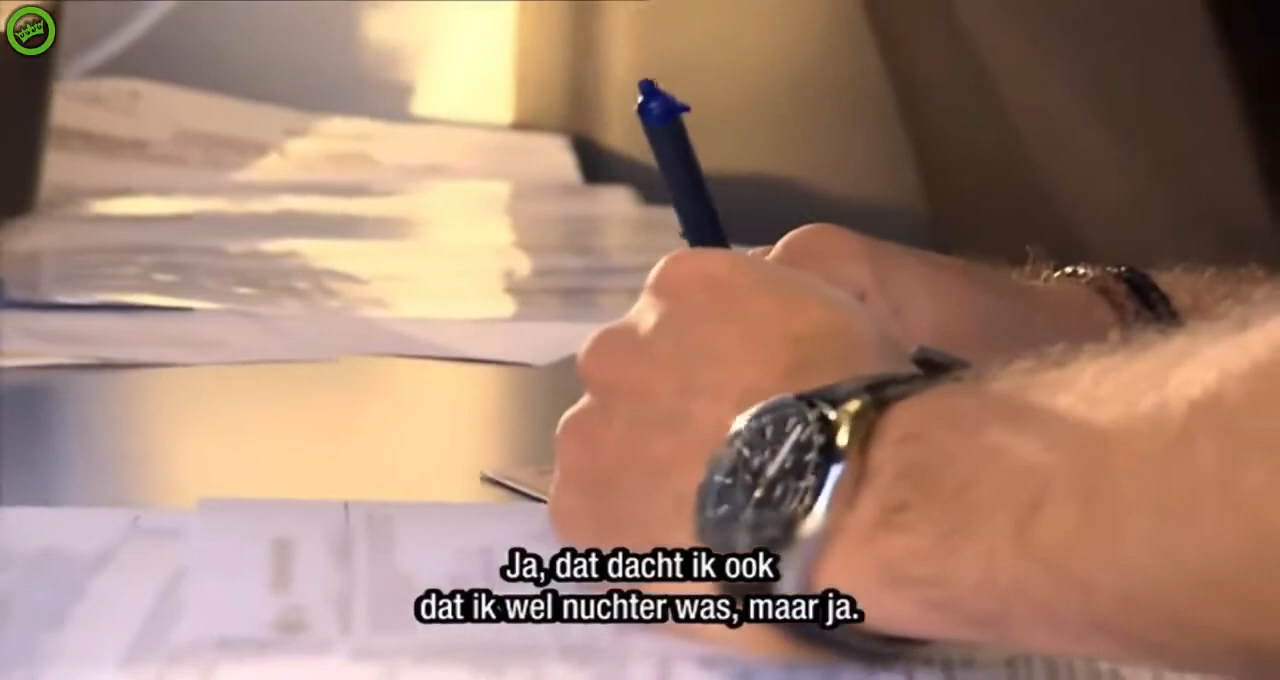 Ja, dat dacht ik ook
dat ik wel nuchter was, maar ja.